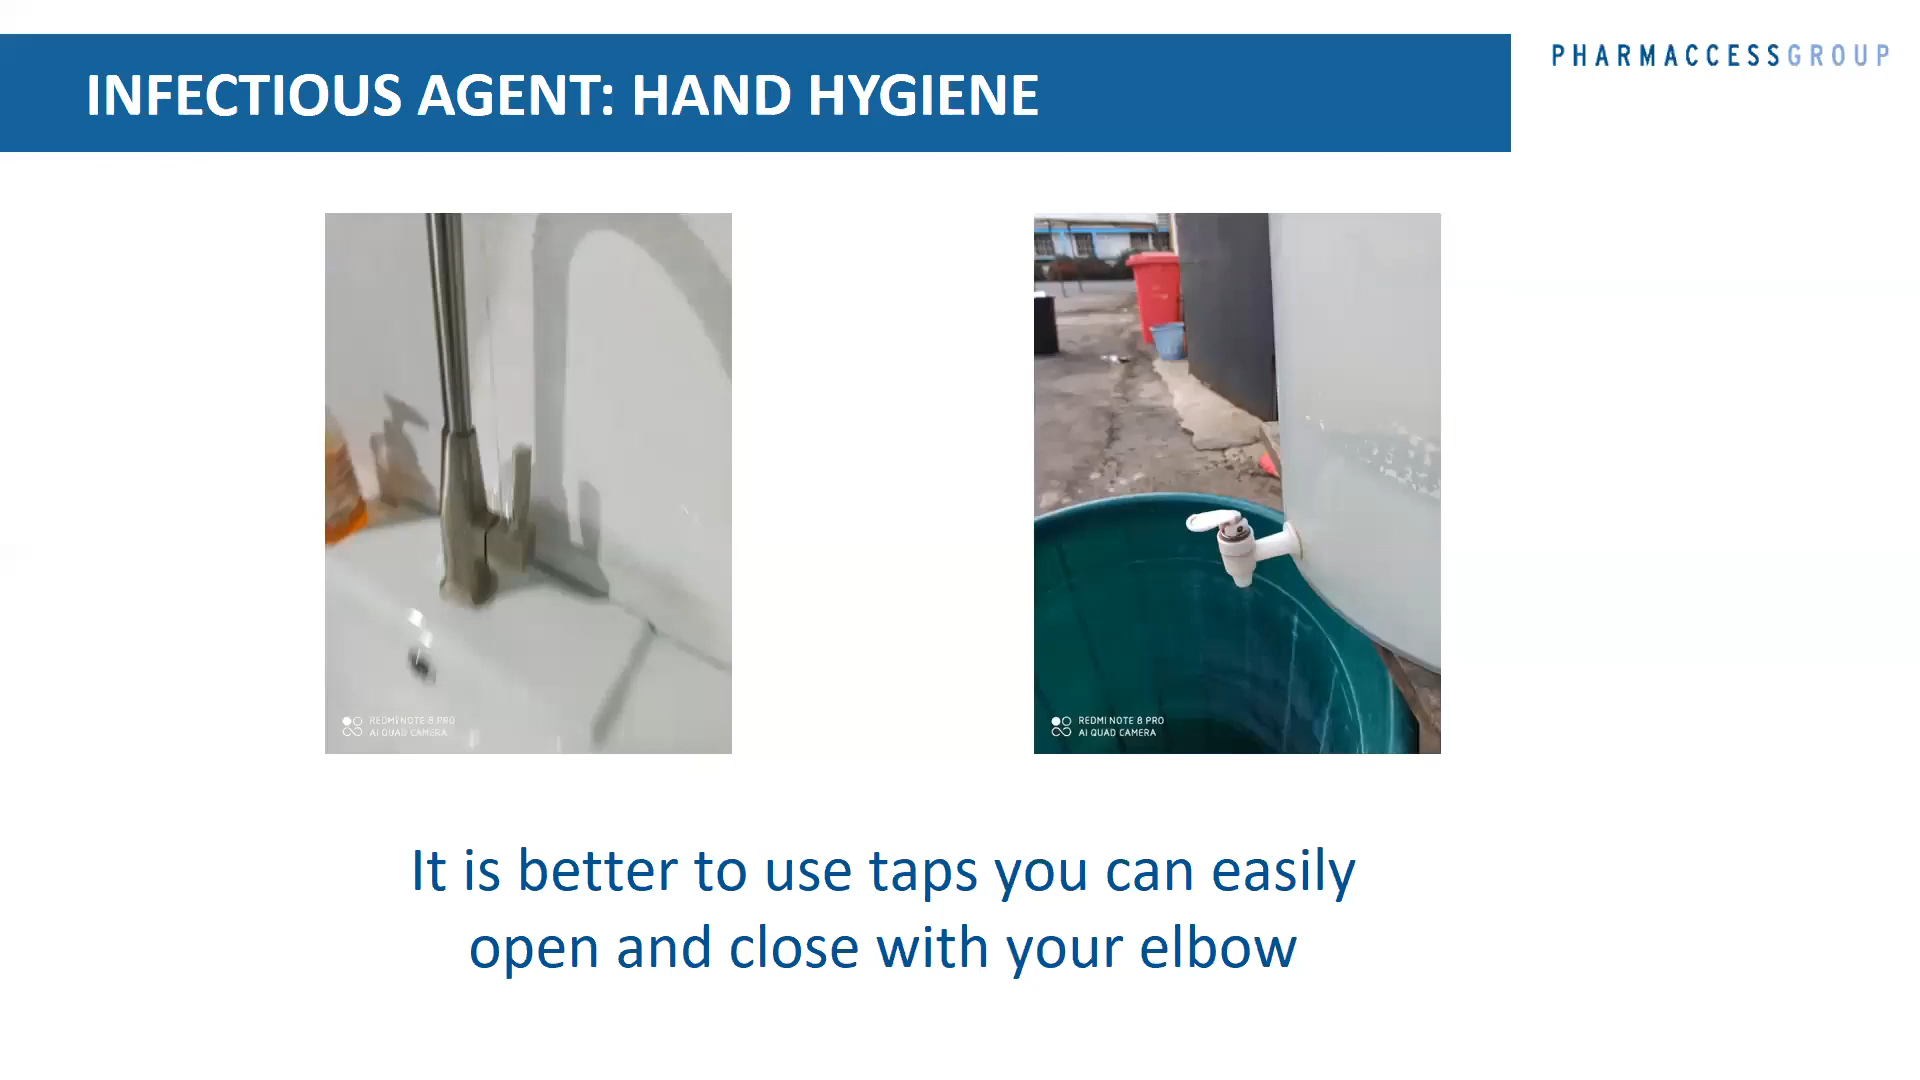 INFECTIOUS AGENT: HAND HYGIENE
PHARMACCESSGROUP
REDMI NOTE 8 PRO
AI QUAD CAMERA
REDMI NOTE 8 PRO
AI QUAD CAMERA
It is better to use taps you can easily
open and close with your elbow